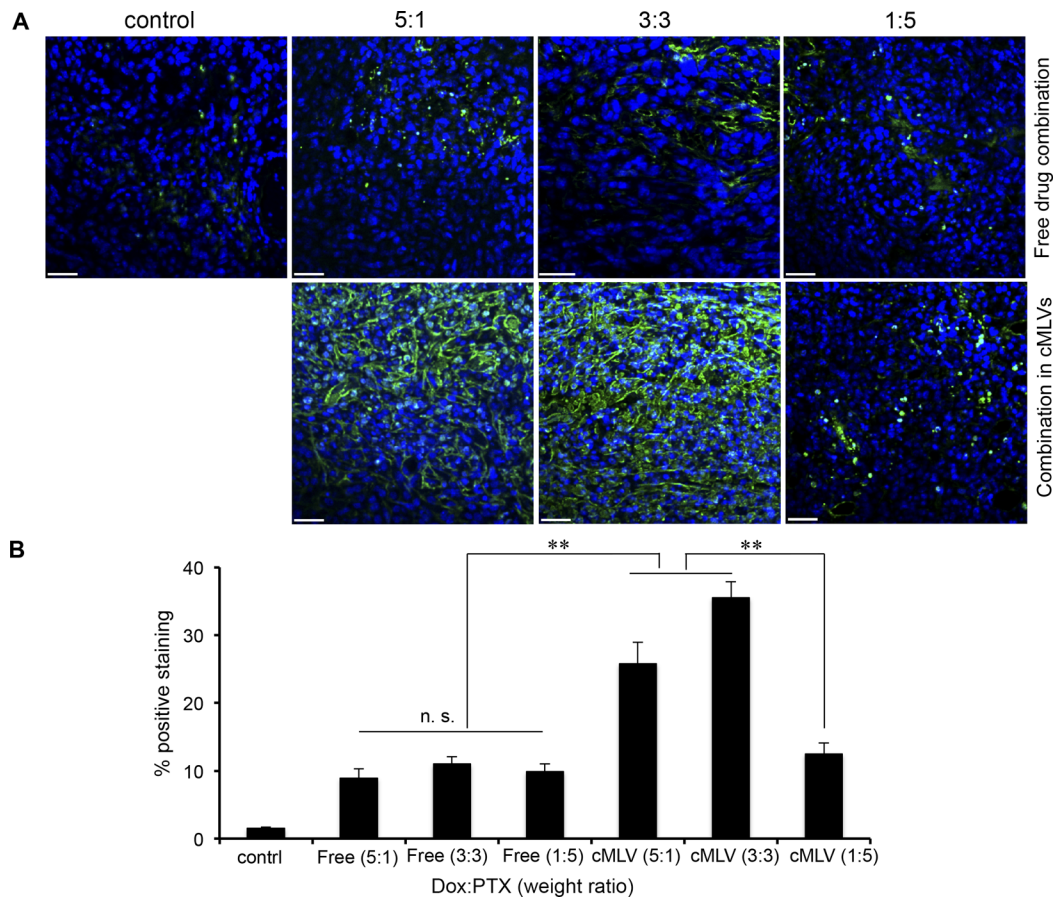 A
control
5:1
3:3
1:5
Free drug combination
Combination in cMLVs
B
% positive staining
40
30
20
10
0
**
**
n. s.
contrl
Free (5:1)
Free (3:3)
Free (1:5)
cMLV (5:1)
cMLV (3:3)
cMLV (1:5)
Dox:PTX (weight ratio)